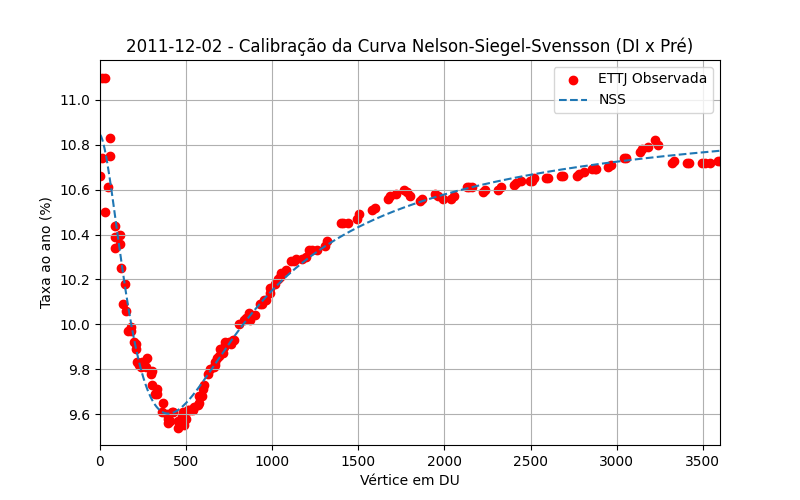 2011-12-02 - Calibração da Curva Nelson-Siegel-Svensson (DI x Pré)
ETTJ Observada
NSS
Taxa ao ano (%)
11.0
10.8
10.6
10.4
10.2
10.0
9.8
9.6
0 500 1000 1500 2000 2500 3000 3500
Vértice em DU